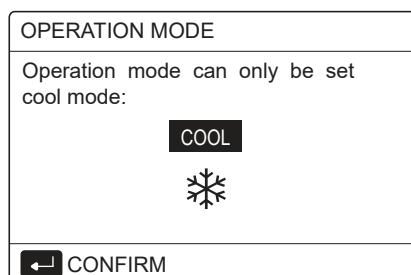 OPERATION MODE
Operation mode can only be set
cool mode:
COOL
CONFIRM